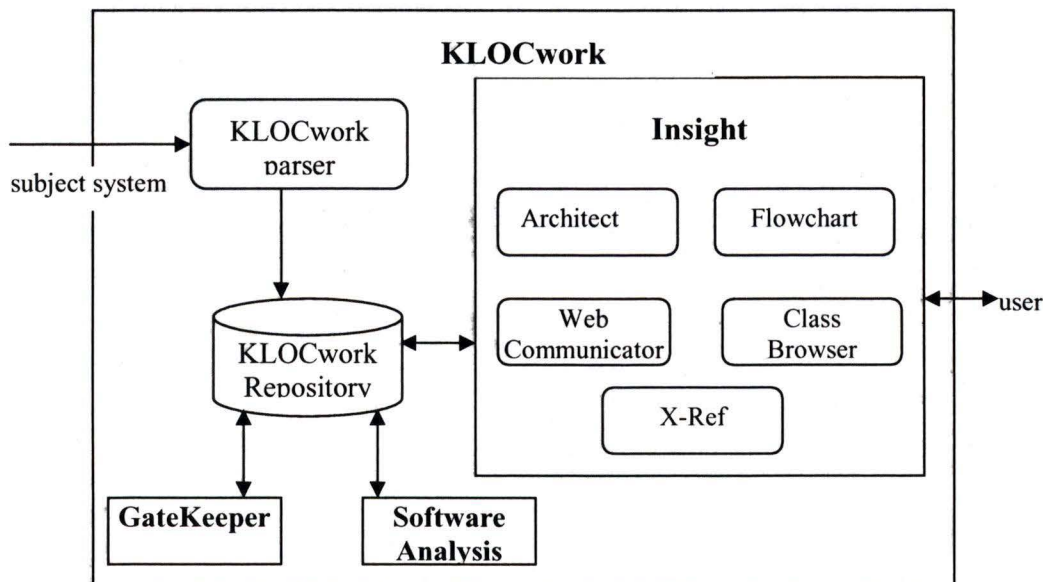 KLOCwork
KLOCwork
parser
subject system
Insight
Architect
Flowchart
Web
Communicator
Class
Browser
X-Ref
user
KLOCwork
Repository
GateKeeper
Software
Analysis